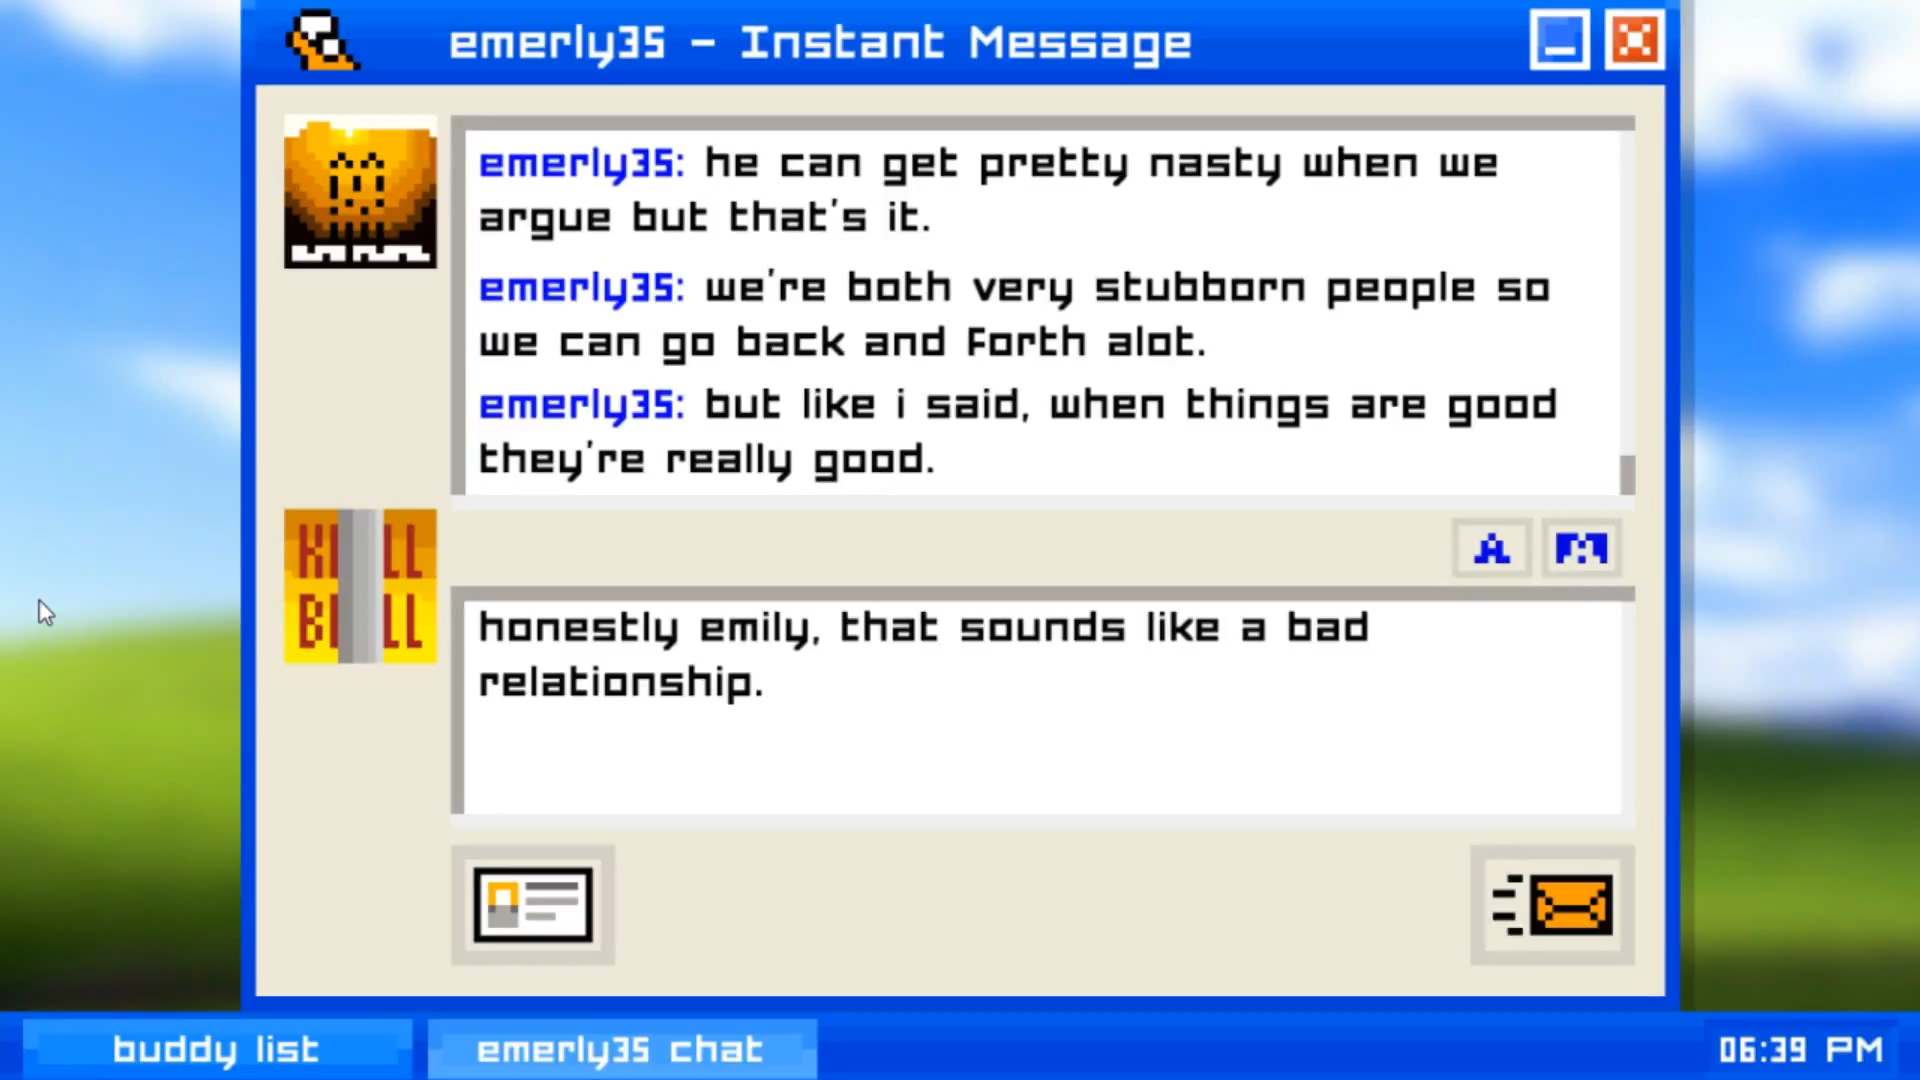 emerly35 - Instant Message
emerly35: he can get pretty nasty when we
argue but that's it.
emerly35: we're both very stubborn people so
we can go back and forth alot.
emerly35: but like i said, when things are good
they're really good.
KILL
BILL
A
honestly emily, that sounds like a bad
relationship.
buddy list
emerly35 chat
06:39 PM